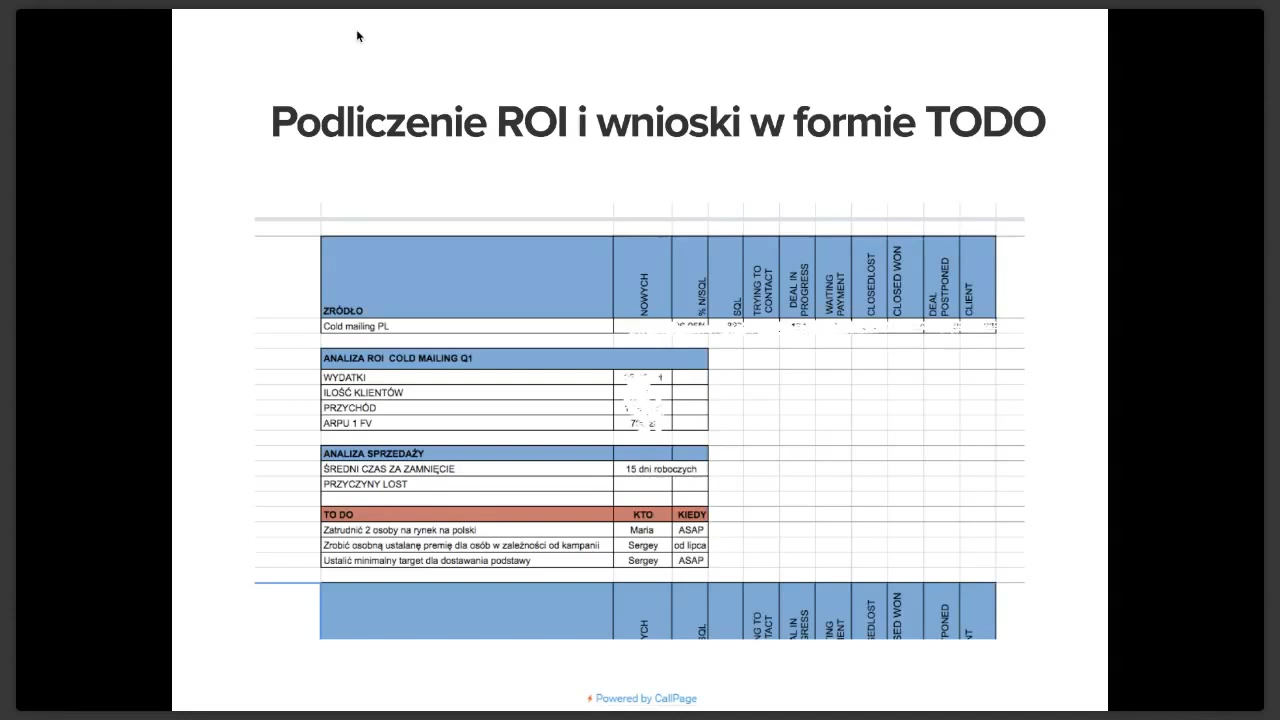 Podliczenie ROI i wnioski w formie TODO
ZRÓDŁO NOWYCH % N/SQL SQL TRYING TO CONTACT DEAL IN PROGRESS WAITING PAYMENT CLOSEDLOST CLOSED WON DEAL POSTPONED CLIENT
Cold mailing PL
ANALIZA ROI COLD MAILING Q1
WYDATKI
ILOŚĆ KLIENTÓW
PRZYCHÓD
ARPU 1 FV
ANALIZA SPRZEDAŻY
ŚREDNI CZAS ZA ZAMNIĘCIE 15 dni roboczych
PRZYCZYNY LOST
TO DO KTO KIEDY
Zatrudnić 2 osoby na rynek na polski Maria ASAP
Zrobić osobną ustalanę premię dla osób w zależności od kampanii Sergey od lipca
Ustalić minimalny target dla dostawania podstawy Sergey ASAP
Powered by CallPage